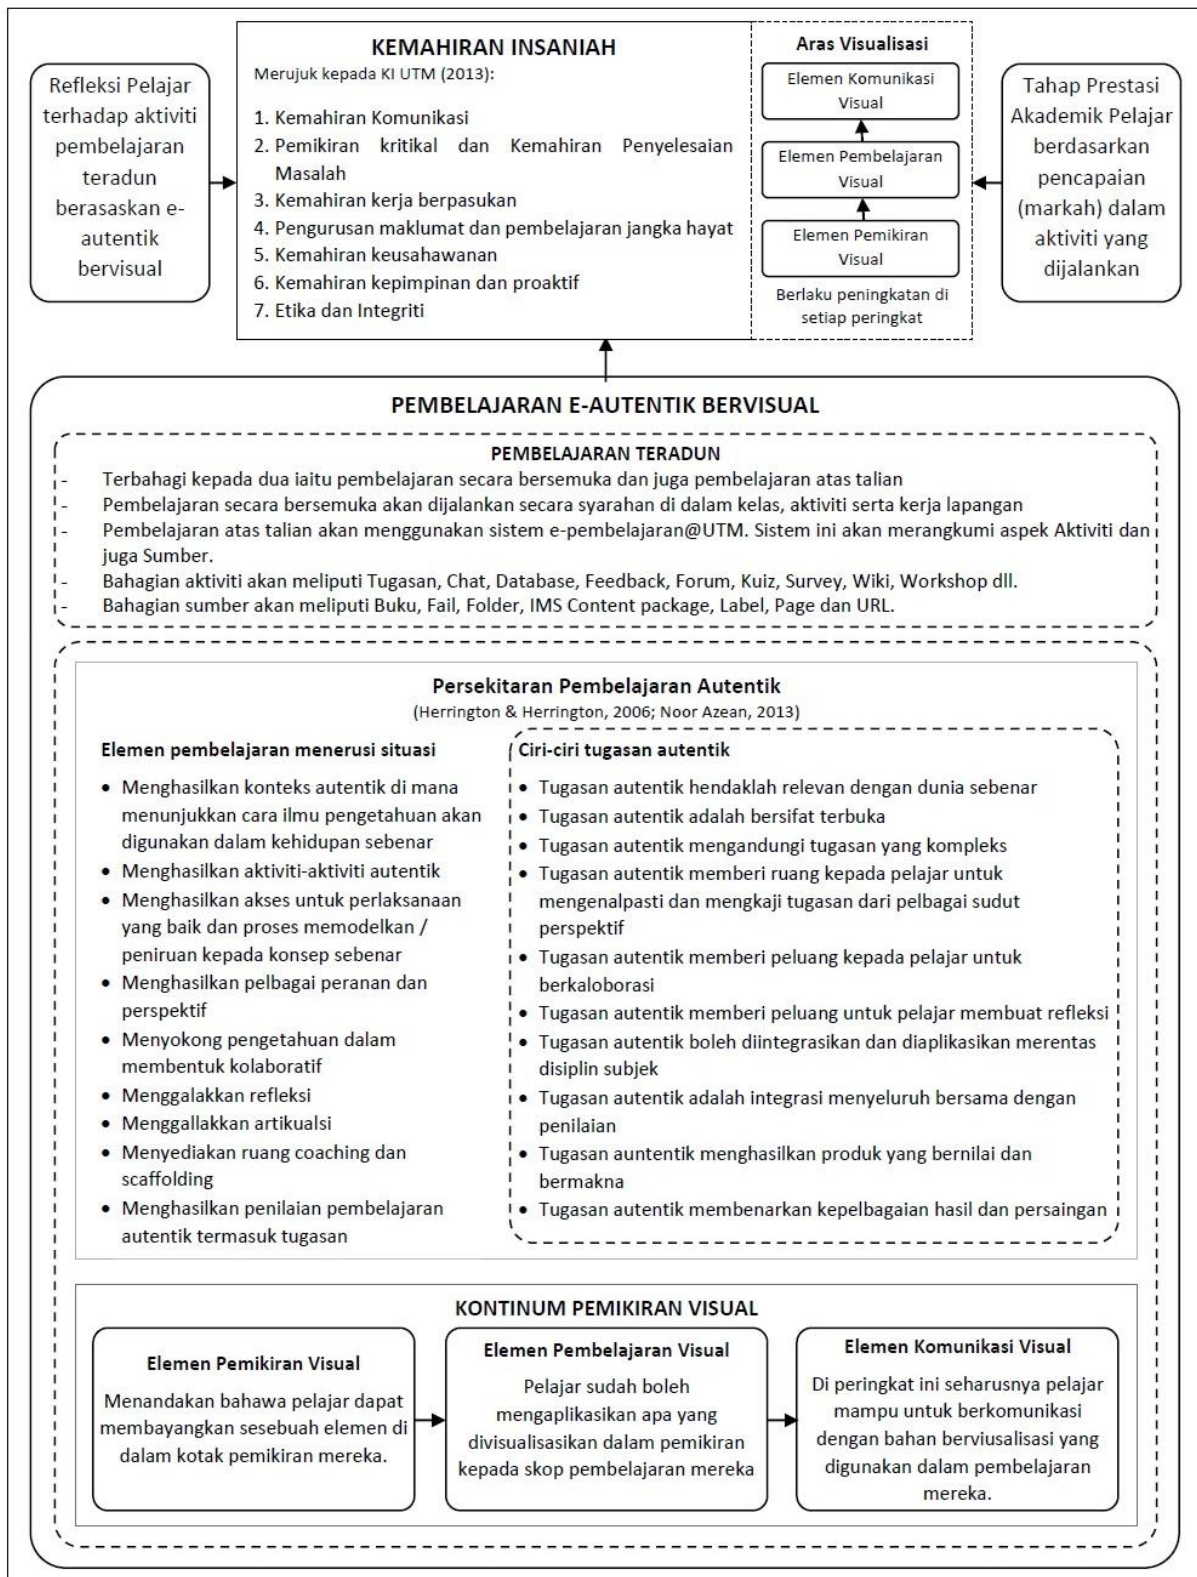 Refleksi Pelajar
terhadap aktiviti
pembelajaran
teradun
berasaskan e-
autentik
bervisual
KEMAHIRAN INSANIAH
Merujuk kepada KI UTM (2013):
1. Kemahiran Komunikasi
2. Pemikiran kritikal dan Kemahiran Penyelesaian
Masalah
3. Kemahiran kerja berpasukan
4. Pengurusan maklumat dan pembelajaran jangka hayat
5. Kemahiran keusahawanan
6. Kemahiran kepimpinan dan proaktif
7. Etika dan Integriti
Aras Visualisasi
Elemen Komunikasi
Visual
Elemen Pembelajaran
Visual
Elemen Pemikiran
Visual
Berlaku peningkatan di
setiap peringkat
Tahap Prestasi
Akademik Pelajar
berdasarkan
pencapaian
(markah) dalam
aktiviti yang
dijalankan
PEMBELAJARAN E-AUTENTIK BERVISUAL
PEMBELAJARAN TERADUN
- Terbahagi kepada dua iaitu pembelajaran secara bersemuka dan juga pembelajaran atas talian
- Pembelajaran secara bersemuka akan dijalankan secara syarahan di dalam kelas, aktiviti serta kerja lapangan
- Pembelajaran atas talian akan menggunakan sistem e-pembelajaran@UTM. Sistem ini akan merangkumi aspek Aktiviti dan
juga Sumber.
- Bahagian aktiviti akan meliputi Tugasan, Chat, Database, Feedback, Forum, Kuiz, Survey, Wiki, Workshop dll.
- Bahagian sumber akan meliputi Buku, Fail, Folder, IMS Content package, Label, Page dan URL.
Persekitaran Pembelajaran Autentik
(Herrington & Herrington, 2006; Noor Azean, 2013)
Elemen pembelajaran menerusi situasi
• Menghasilkan konteks autentik di mana
menunjukkan cara ilmu pengetahuan akan
digunakan dalam kehidupan sebenar
• Menghasilkan aktiviti-aktiviti autentik
• Menghasilkan akses untuk perlaksanaan
yang baik dan proses memodelkan /
peniruan kepada konsep sebenar
• Menghasilkan pelbagai peranan dan
perspektif
• Menyokong pengetahuan dalam
membentuk kolaboratif
• Menggalakkan refleksi
• Menggallakkan artikualsi
• Menyediakan ruang coaching dan
scaffolding
• Menghasilkan penilaian pembelajaran
autentik termasuk tugasan
Ciri-ciri tugasan autentik
• Tugasan autentik hendaklah relevan dengan dunia sebenar
• Tugasan autentik adalah bersifat terbuka
• Tugasan autentik mengandungi tugasan yang kompleks
• Tugasan autentik memberi ruang kepada pelajar untuk
mengenalpasti dan mengkaji tugasan dari pelbagai sudut
perspektif
• Tugasan autentik memberi peluang kepada pelajar untuk
berkaloborasi
• Tugasan autentik memberi peluang untuk pelajar membuat refleksi
• Tugasan autentik boleh diintegrasikan dan diaplikasikan merentas
disiplin subjek
• Tugasan autentik adalah integrasi menyeluruh bersama dengan
penilaian
• Tugasan auntentik menghasilkan produk yang bernilai dan
bermakna
• Tugasan autentik membenarkan kepelbagaian hasil dan persaingan
KONTINUM PEMIKIRAN VISUAL
Elemen Pemikiran Visual
Menandakan bahawa pelajar dapat
membayangkan sesebuah elemen di
dalam kotak pemikiran mereka.
Elemen Pembelajaran Visual
Pelajar sudah boleh
mengaplikasikan apa yang
divisualisasikan dalam pemikiran
kepada skop pembelajaran mereka
Elemen Komunikasi Visual
Di peringkat ini seharusnya pelajar
mampu untuk berkomunikasi
dengan bahan berviusalisasi yang
digunakan dalam pembelajaran
mereka.